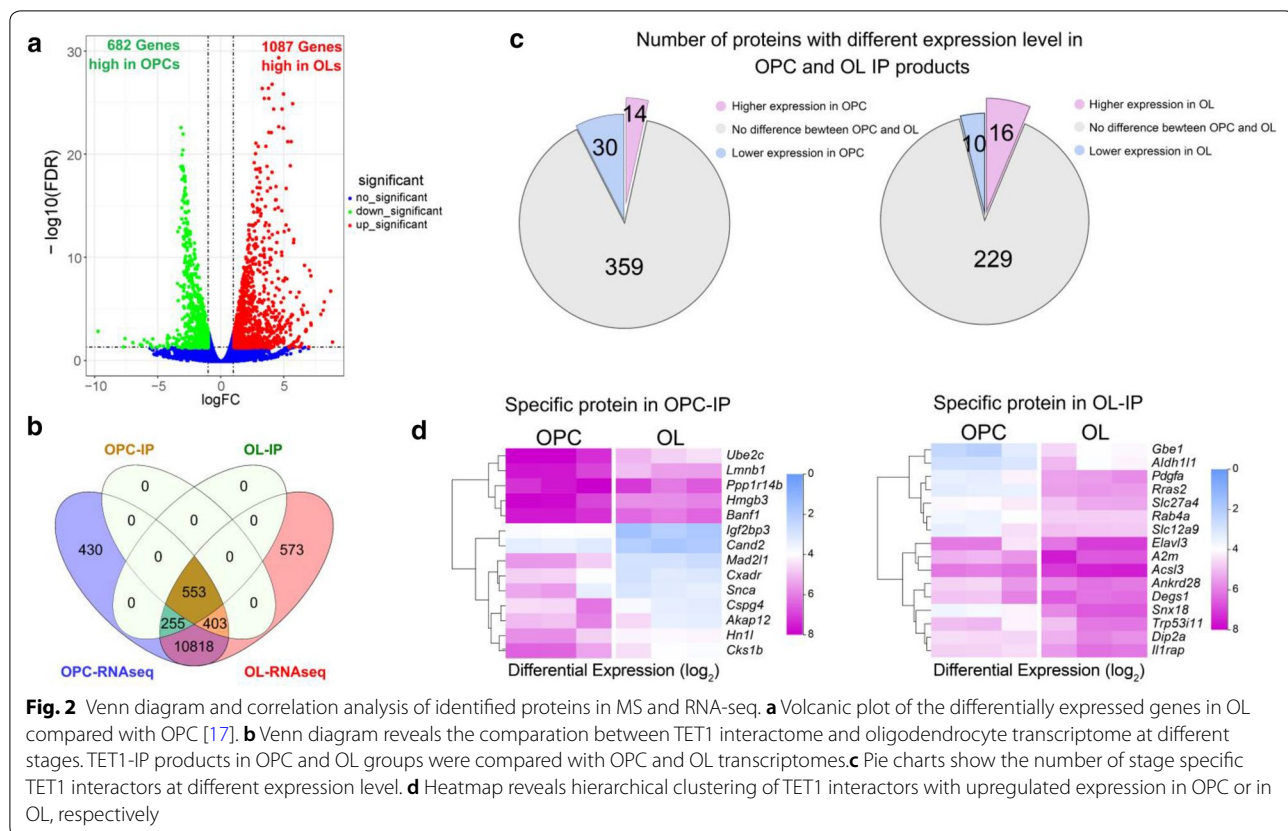 a
682 Genes
high in OPCs
1087 Genes
high in OLs
30
20
10
0
− log10(FDR)
−10
−5
0
5
logFC
significant
no_significant
down_significant
up_significant
b
OPC-IP
OL-IP
0
0
0
0
0
430
573
0
553
0
0
255
403
10818
OPC-RNAseq
OL-RNAseq
c
Number of proteins with different expression level in
OPC and OL IP products
14
30
359
Higher expression in OPC
No difference bewteen OPC and OL
Lower expression in OPC
10
16
229
Higher expression in OL
No difference bewteen OPC and OL
Lower expression in OL
d
Specific protein in OPC-IP
OPC
OL
Ube2c
Lmnb1
Ppp1r14b
Hmgb3
Banf1
Igf2bp3
Cand2
Mad2l1
Cxadr
Snca
Cspg4
Akap12
Hn1l
Cks1b
0
2
4
6
8
Differential Expression (log2)
Specific protein in OL-IP
OPC
OL
Gbe1
Aldh1l1
Pdgfa
Rras2
Slc27a4
Rab4a
Slc12a9
Elavl3
A2m
Acsl3
Ankrd28
Degs1
Snx18
Trp53i11
Dip2a
Il1rap
0
2
4
6
8
Differential Expression (log2)
Fig. 2 Venn diagram and correlation analysis of identified proteins in MS and RNA-seq. a Volcanic plot of the differentially expressed genes in OL
compared with OPC [17]. b Venn diagram reveals the comparation between TET1 interactome and oligodendrocyte transcriptome at different
stages. TET1-IP products in OPC and OL groups were compared with OPC and OL transcriptomes.c Pie charts show the number of stage specific
TET1 interactors at different expression level. d Heatmap reveals hierarchical clustering of TET1 interactors with upregulated expression in OPC or in
OL, respectively